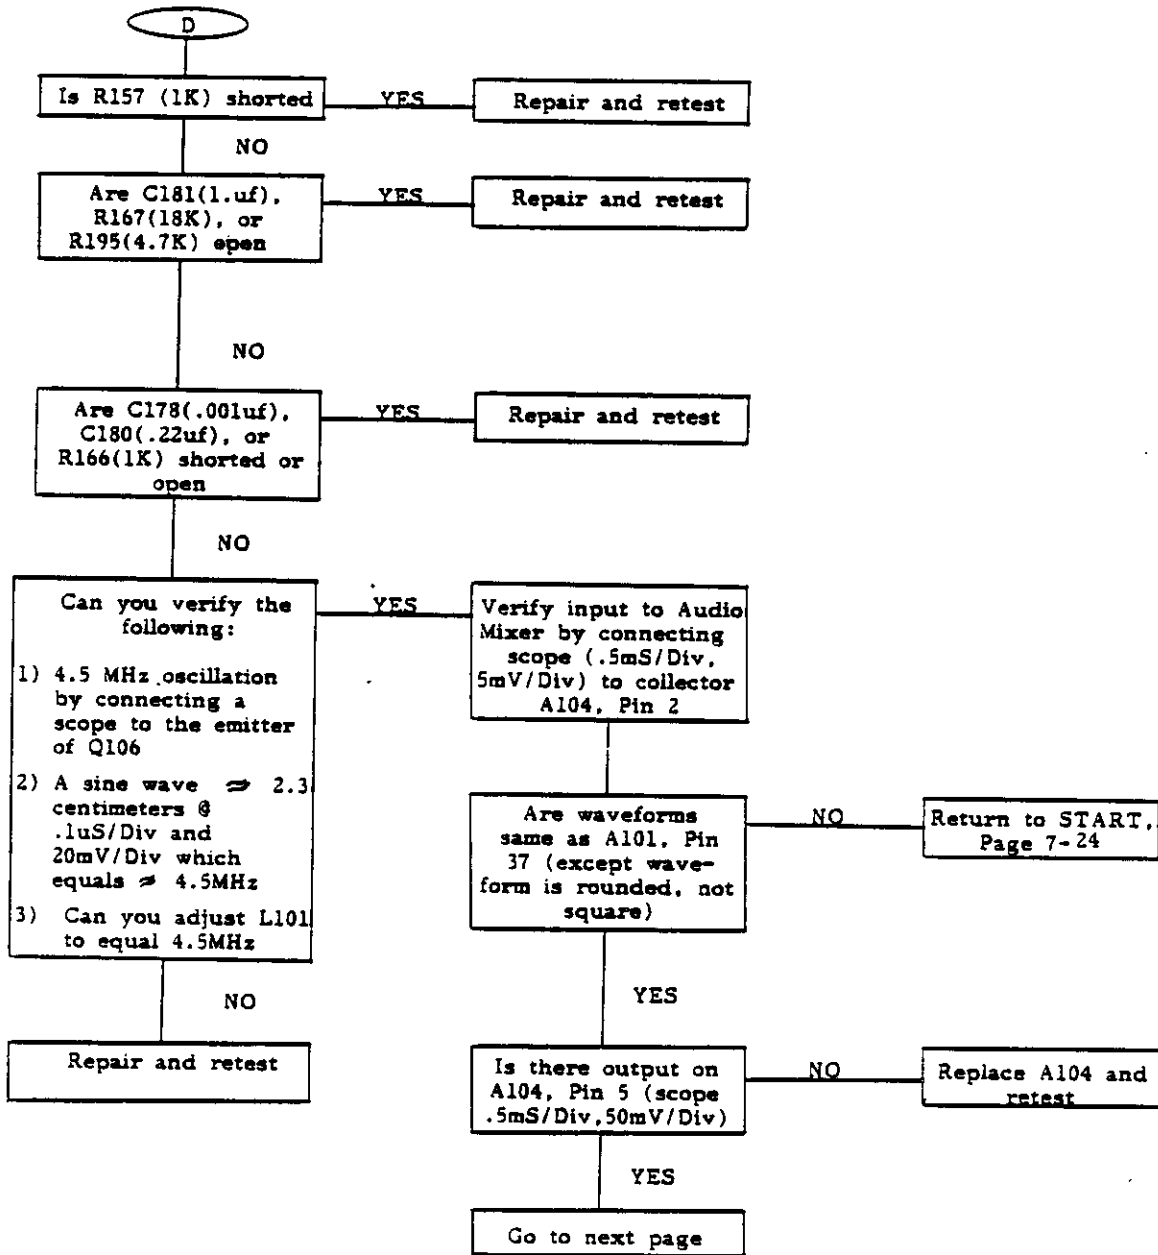 D
Is R157 (1K) shorted
YES
Repair and retest
NO
Are C181(1.uf),
R167(18K), or
R195(4.7K) open
YES
Repair and retest
NO
Are C178(.001uf),
C180(.22uf), or
R166(1K) shorted or
open
YES
Repair and retest
NO
Can you verify the
following:
1) 4.5 MHz oscillation
by connecting a
scope to the emitter
of Q106
2) A sine wave ≈ 2.3
centimeters @
.1uS/Div and
20mV/Div which
equals ≈ 4.5MHz
3) Can you adjust L101
to equal 4.5MHz
NO
Repair and retest
YES
Verify input to Audio
Mixer by connecting
scope (.5mS/Div,
5mV/Div) to collector
A104, Pin 2
Are waveforms
same as A101, Pin
37 (except wave-
form is rounded, not
square)
NO
Return to START,
Page 7-24
YES
Is there output on
A104, Pin 5 (scope
.5mS/Div,50mV/Div)
NO
Replace A104 and
retest
YES
Go to next page